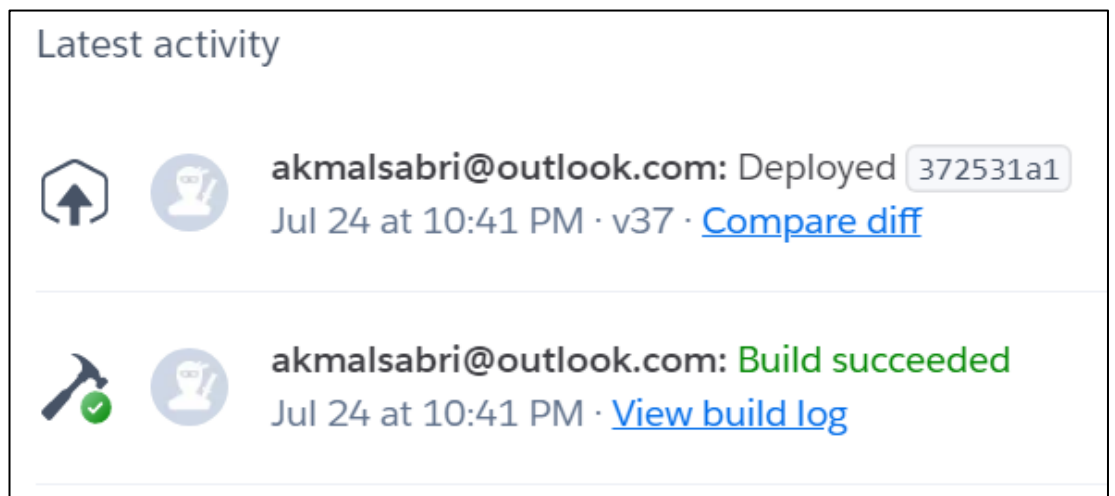 Latest activity
akmalsabri@outlook.com: Deployed 372531a1
Jul 24 at 10:41 PM · v37 · Compare diff
akmalsabri@outlook.com: Build succeeded
Jul 24 at 10:41 PM · View build log